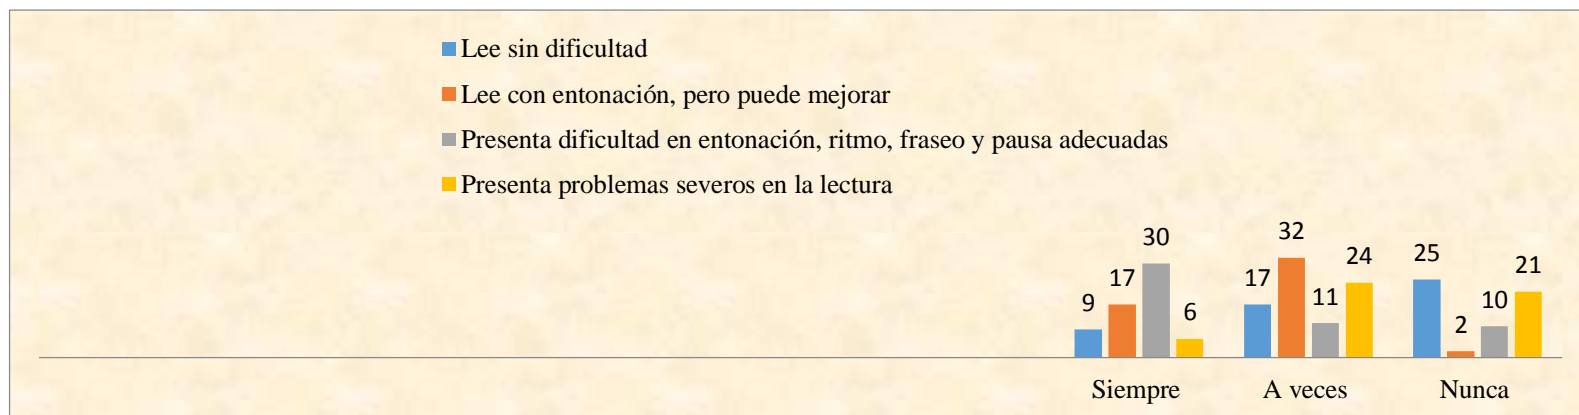 Lee sin dificultad
Lee con entonación, pero puede mejorar
Presenta dificultad en entonación, ritmo, fraseo y pausa adecuadas
Presenta problemas severos en la lectura
9 17 30 6 17 32 11 24 25 2 10 21
Siempre A veces Nunca